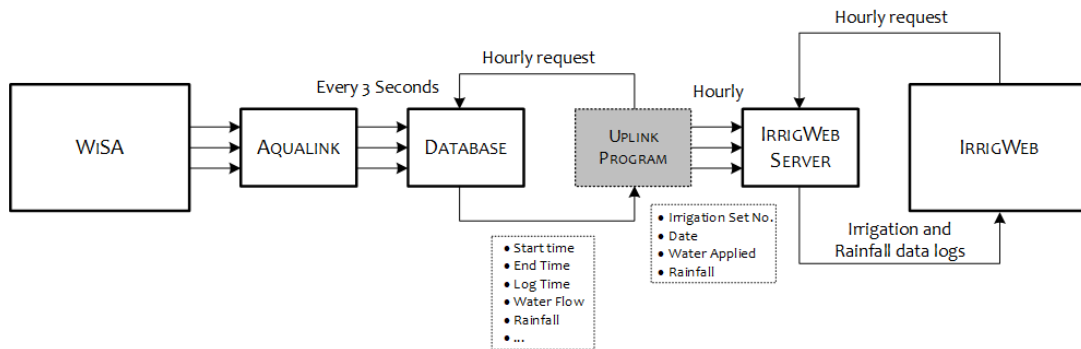 Hourly request
Hourly request
Every 3 Seconds
Hourly
WISA
AQUALINK
DATABASE
UPLINK
PROGRAM
IRRIGWEB
SERVER
IRRIGWEB
• Start time
• End Time
• Log Time
• Water Flow
• Rainfall
• ...
• Irrigation Set No.
• Date
• Water Applied
• Rainfall
Irrigation and
Rainfall data logs